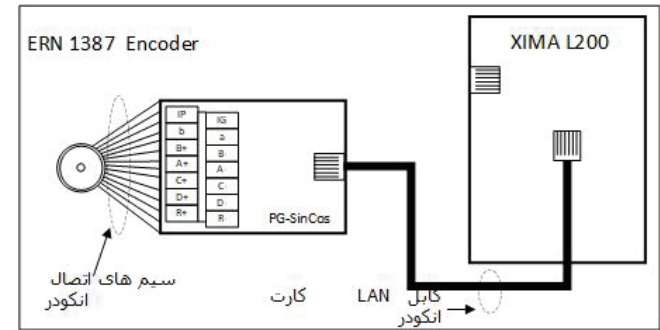 ERN 1387 Encoder
XIMA L200
IP IG
b a
B+ B
A+ A
C+ C
D+ D
R+ R
PG-SinCos
سیم های اتصال
انکودر
کارت
کابل LAN
انکودر